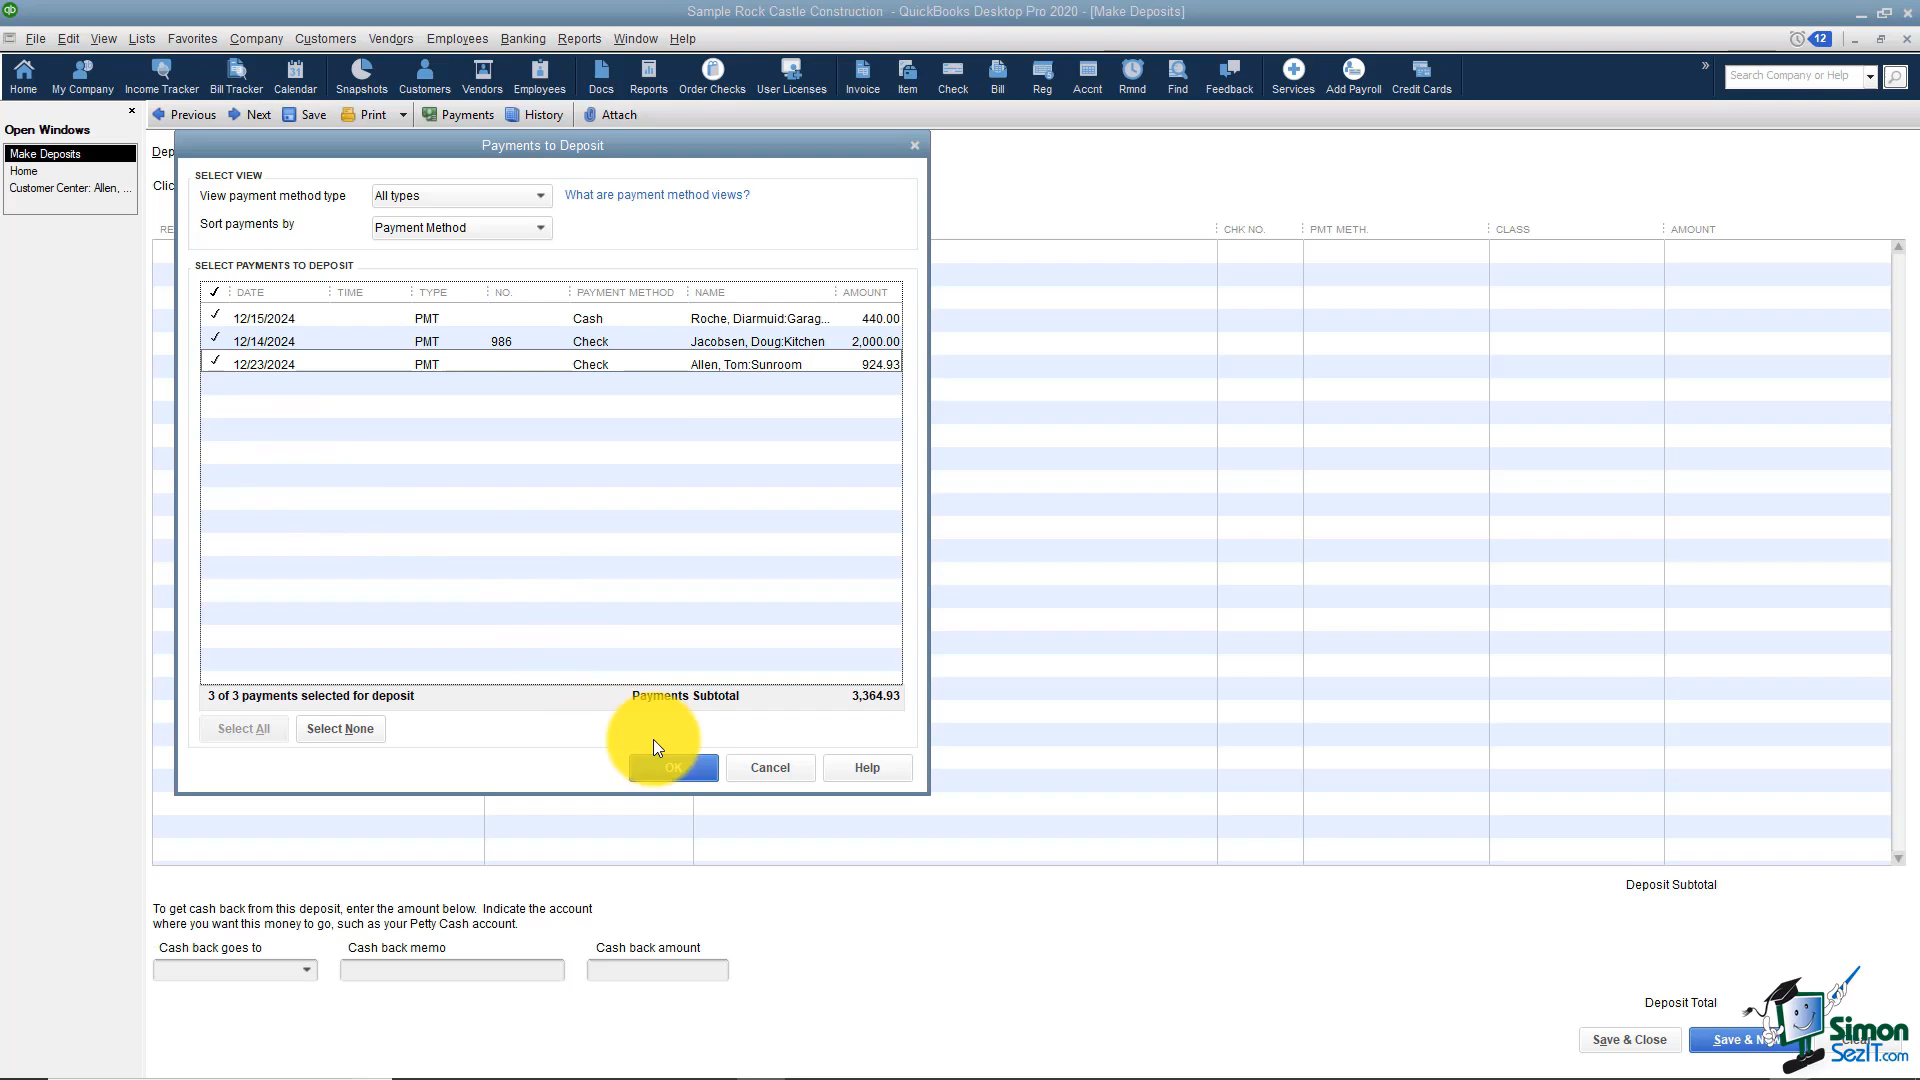 Sample Rock Castle Construction - QuickBooks Desktop Pro 2020 - [Make Deposits]
File Edit View Lists Favorites Company Customers Vendors Employees Banking Reports Window Help
12
Home My Company Income Tracker Bill Tracker Calendar Snapshots Customers Vendors Employees Docs Reports Order Checks User Licenses Invoice Item Check Bill Reg Accnt Rmnd Find Feedback Services Add Payroll Credit Cards
Search Company or Help
Previous Next Save Print Payments History Attach
Open Windows
Make Deposits
Home
Customer Center: Allen, ...
Dep
Clic
RE CHK NO. PMT METH. CLASS AMOUNT
Payments to Deposit
SELECT VIEW
View payment method type All types What are payment method views?
Sort payments by Payment Method
SELECT PAYMENTS TO DEPOSIT
✓ DATE TIME TYPE NO. PAYMENT METHOD NAME AMOUNT
✓ 12/15/2024 PMT Cash Roche, Diarmuid:Garag... 440.00
✓ 12/14/2024 PMT 986 Check Jacobsen, Doug:Kitchen 2,000.00
✓ 12/23/2024 PMT Check Allen, Tom:Sunroom 924.93
3 of 3 payments selected for deposit Payments Subtotal 3,364.93
Select All Select None
OK Cancel Help
Deposit Subtotal
To get cash back from this deposit, enter the amount below. Indicate the account
where you want this money to go, such as your Petty Cash account.
Cash back goes to Cash back memo Cash back amount
Deposit Total
Save & Close Save & N
Simon
SezIT.com